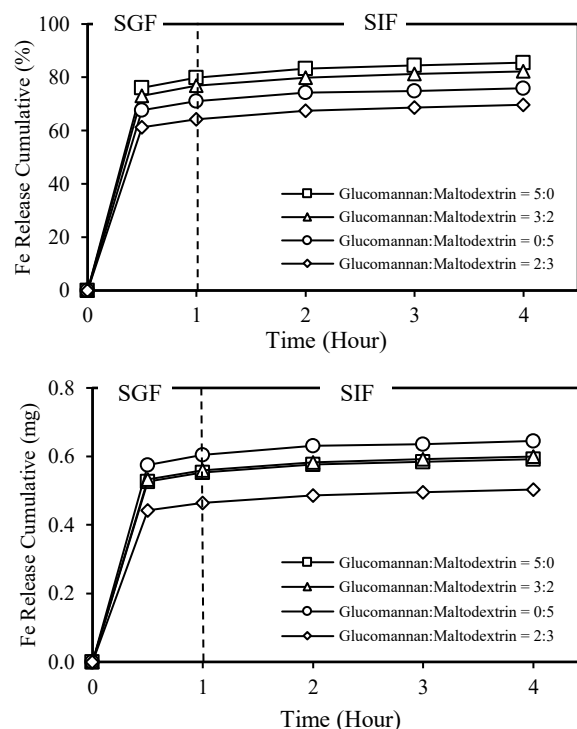 SGF SIF
Fe Release Cumulative (%)
100
80
60
40
20
0
Glucomannan:Maltodextrin = 5:0
Glucomannan:Maltodextrin = 3:2
Glucomannan:Maltodextrin = 0:5
Glucomannan:Maltodextrin = 2:3
0 1 2 3 4
Time (Hour)
SGF SIF
Fe Release Cumulative (mg)
0.8
0.6
0.4
0.2
0.0
Glucomannan:Maltodextrin = 5:0
Glucomannan:Maltodextrin = 3:2
Glucomannan:Maltodextrin = 0:5
Glucomannan:Maltodextrin = 2:3
0 1 2 3 4
Time (Hour)